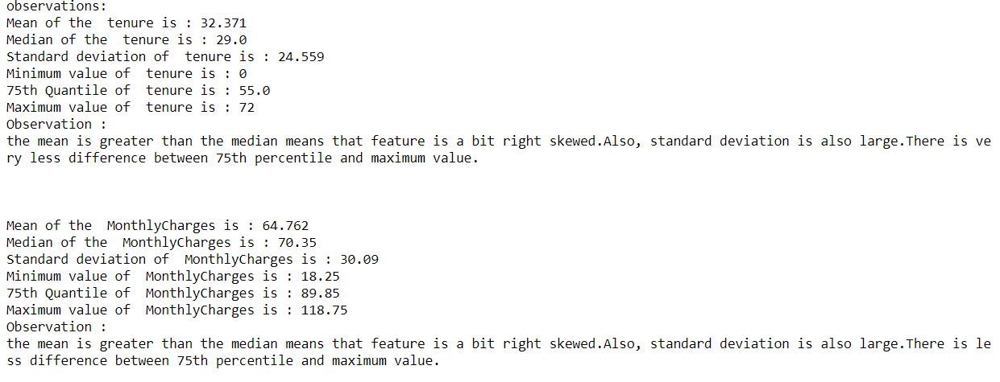 observations:
Mean of the  tenure is : 32.371
Median of the  tenure is : 29.0
Standard deviation of  tenure is : 24.559
Minimum value of  tenure is : 0
75th Quantile of  tenure is : 55.0
Maximum value of  tenure is : 72
Observation :
the mean is greater than the median means that feature is a bit right skewed.Also, standard deviation is also large.There is ve
ry less difference between 75th percentile and maximum value.
Mean of the  MonthlyCharges is : 64.762
Median of the  MonthlyCharges is : 70.35
Standard deviation of  MonthlyCharges is : 30.09
Minimum value of  MonthlyCharges is : 18.25
75th Quantile of  MonthlyCharges is : 89.85
Maximum value of  MonthlyCharges is : 118.75
Observation :
the mean is greater than the median means that feature is a bit right skewed.Also, standard deviation is also large.There is le
ss difference between 75th percentile and maximum value.